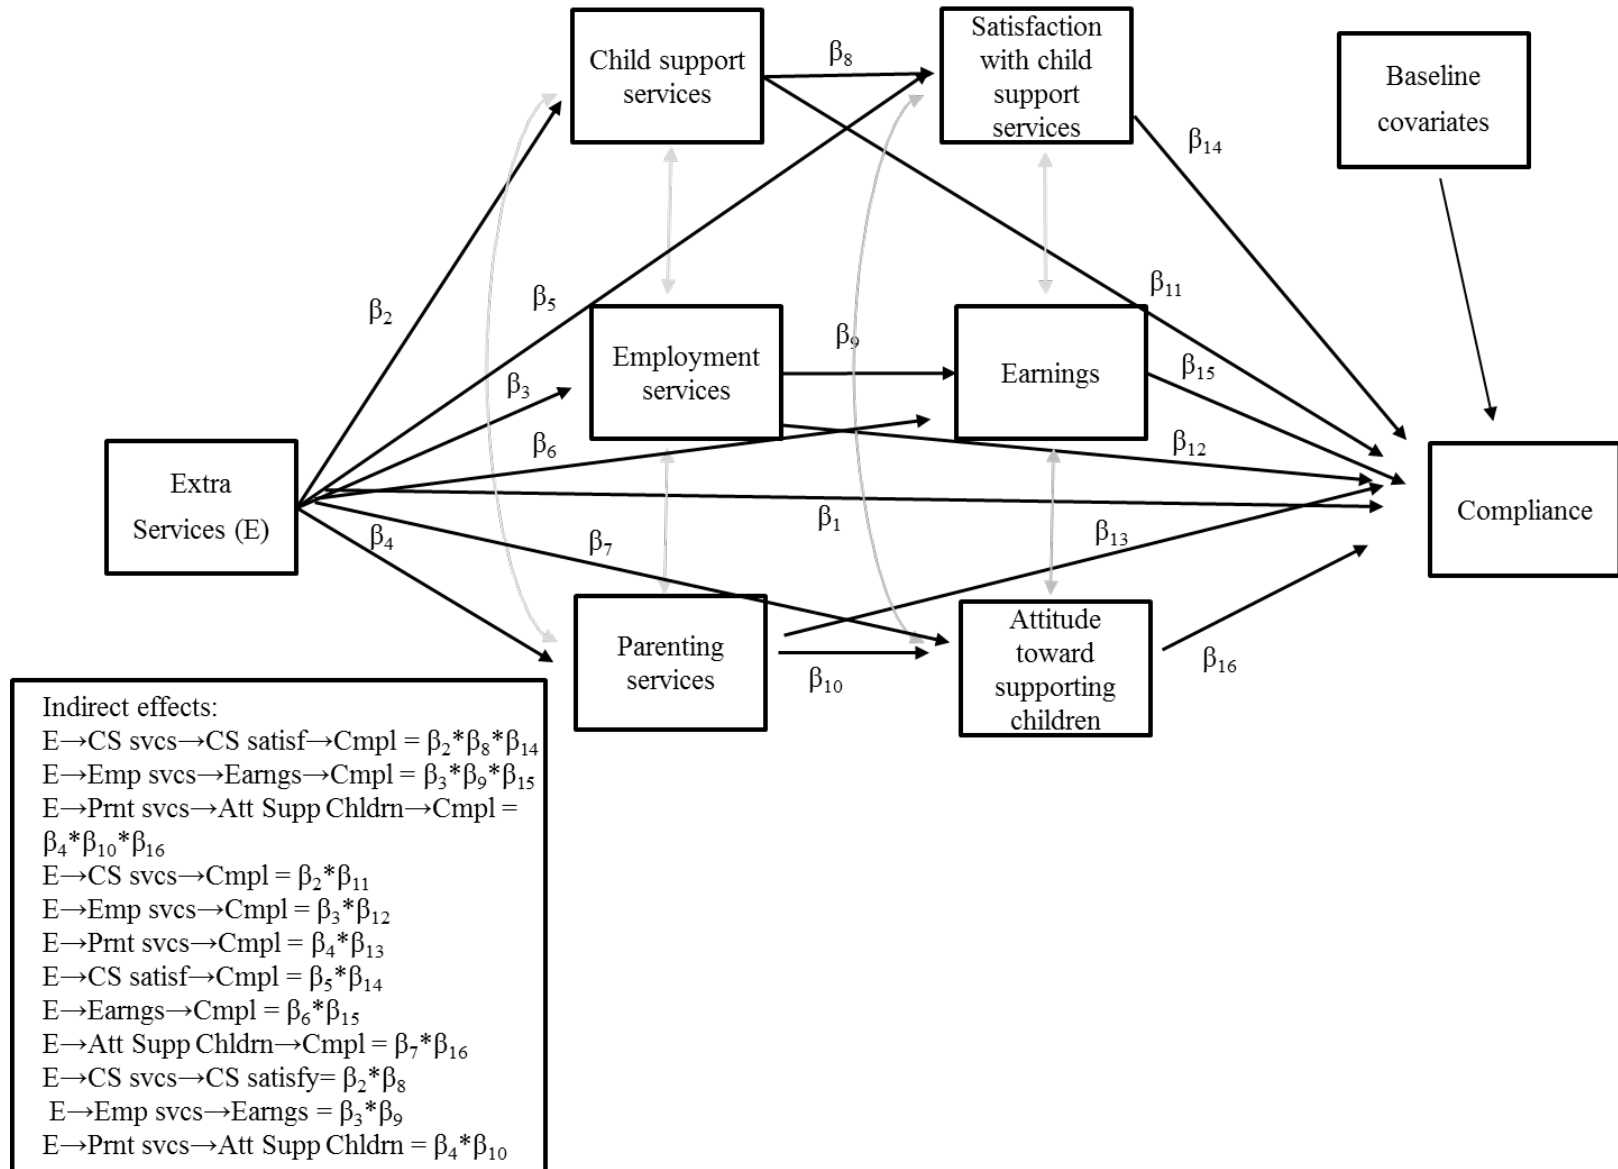 Child support
services
β8
Satisfaction
with child
support
services
Baseline
covariates
β14
β2
β5
β11
Employment
services
β9
Earnings
β15
β3
β6
β12
Extra
Services (E)
β1
Compliance
β4
β7
β13
Parenting
services
β10
Attitude
toward
supporting
children
β16
Indirect effects:
E→CS svcs→CS satisf→Cmpl = β2*β8*β14
E→Emp svcs→Earngs→Cmpl = β3*β9*β15
E→Prnt svcs→Att Supp Chldrn→Cmpl =
β4*β10*β16
E→CS svcs→Cmpl = β2*β11
E→Emp svcs→Cmpl = β3*β12
E→Prnt svcs→Cmpl = β4*β13
E→CS satisf→Cmpl = β5*β14
E→Earngs→Cmpl = β6*β15
E→Att Supp Chldrn→Cmpl = β7*β16
E→CS svcs→CS satisfy= β2*β8
E→Emp svcs→Earngs = β3*β9
E→Prnt svcs→Att Supp Chldrn = β4*β10